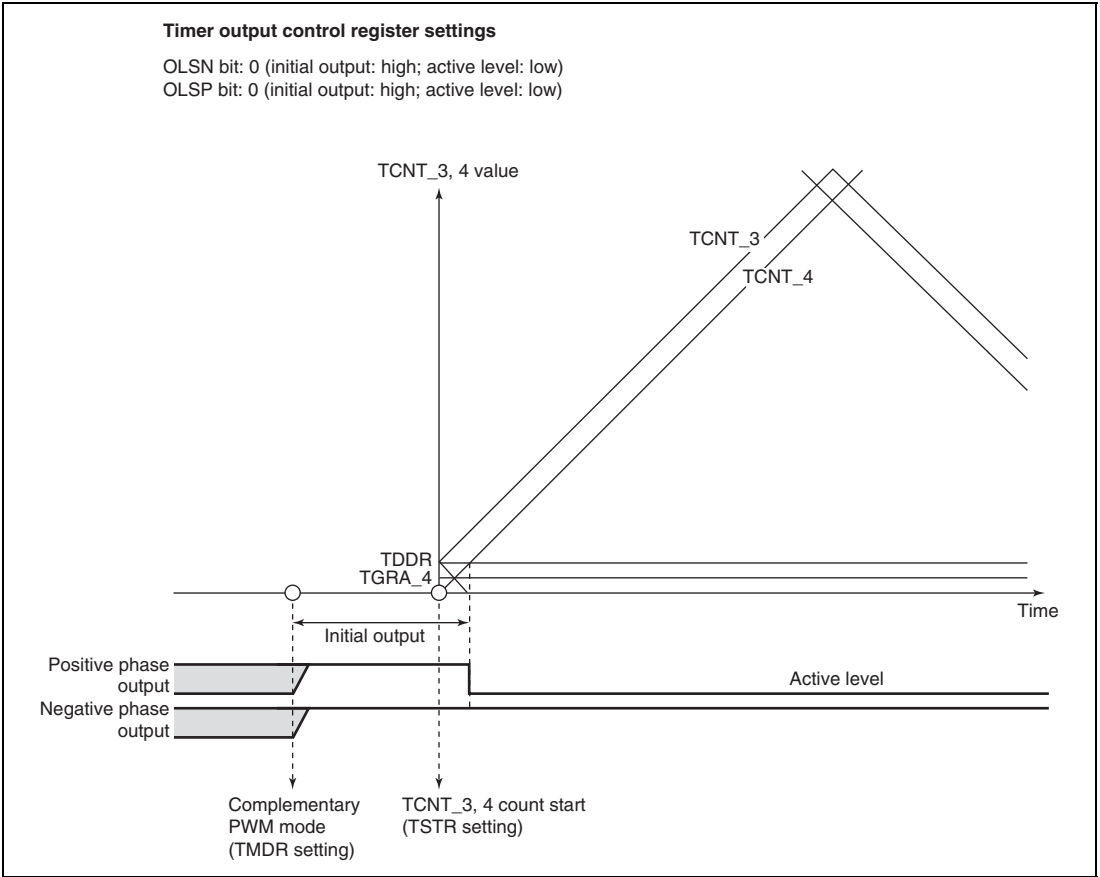 Timer output control register settings
OLSN bit: 0 (initial output: high; active level: low)
OLSP bit: 0 (initial output: high; active level: low)
TCNT_3, 4 value
TCNT_3
TCNT_4
TDDR
TGRA_4
Time
Initial output
Positive phase
output
Active level
Negative phase
output
Complementary
PWM mode
(TMDR setting)
TCNT_3, 4 count start
(TSTR setting)